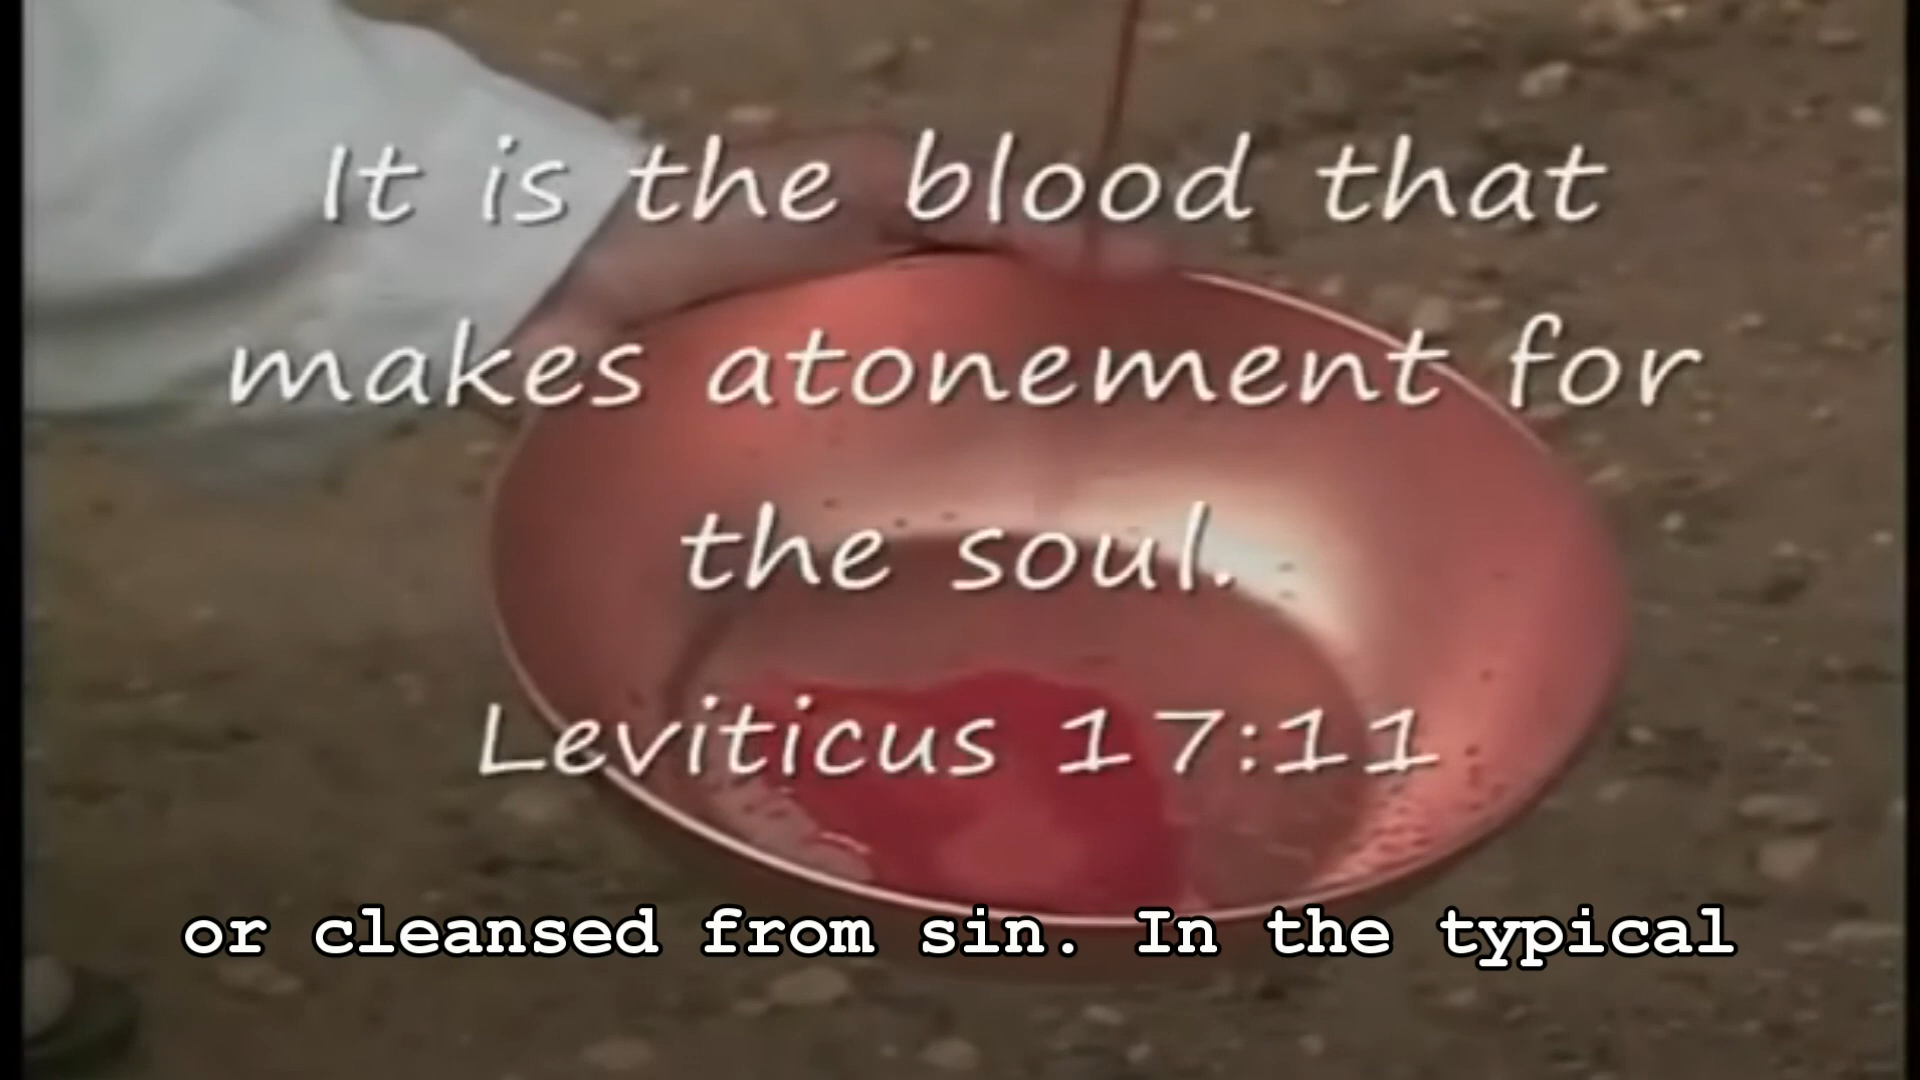 It is the blood that
makes atonement for
the soul.
Leviticus 17:11
or cleansed from sin. In the typical